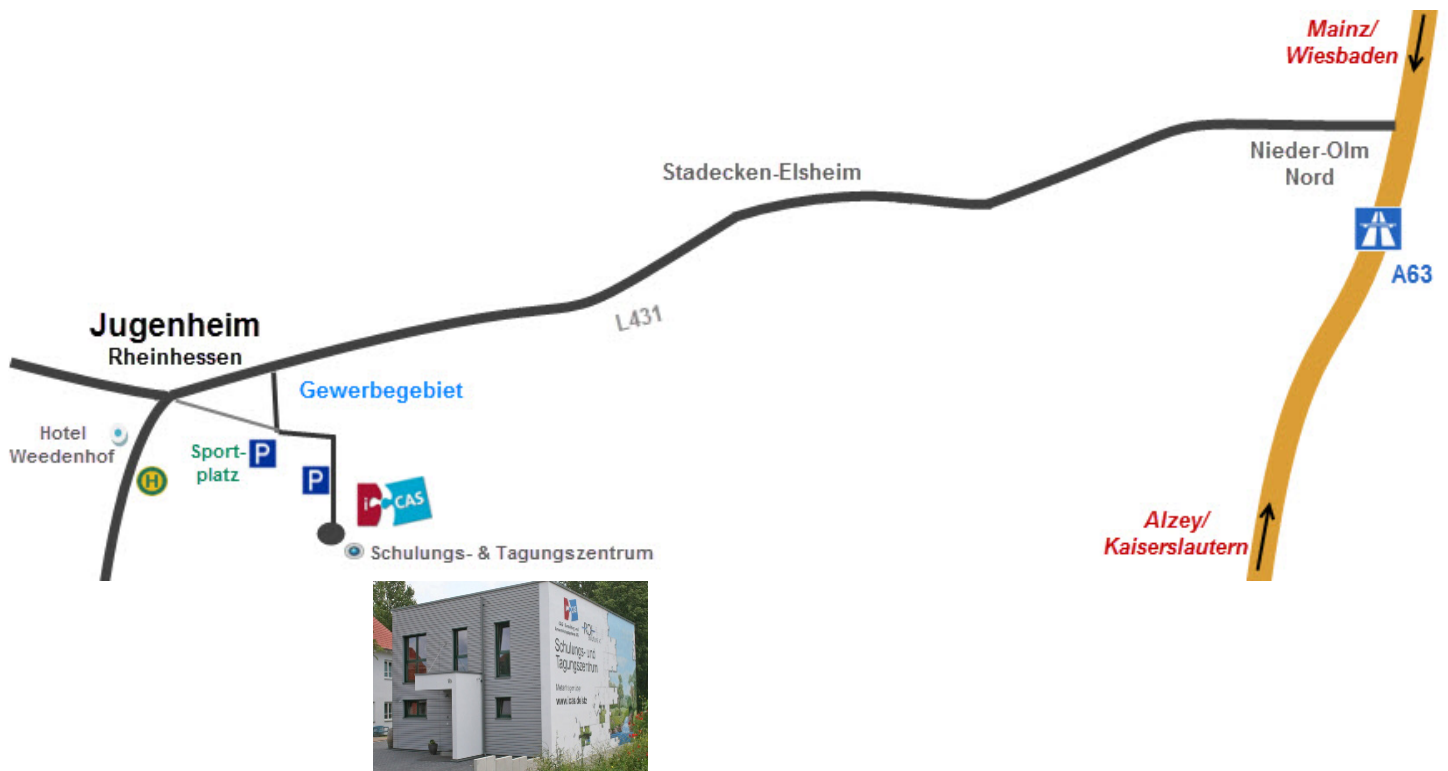 Mainz/
Wiesbaden
Nieder-Olm
Nord
Stadecken-Elsheim
A63
L431
Jugenheim
Rheinhessen
Gewerbegebiet
Hotel
Weedenhof
H
Sport-
platz
P
P
i CAS
Schulungs- & Tagungszentrum
Alzey/
Kaiserslautern
Schulungs- und
Tagungszentrum